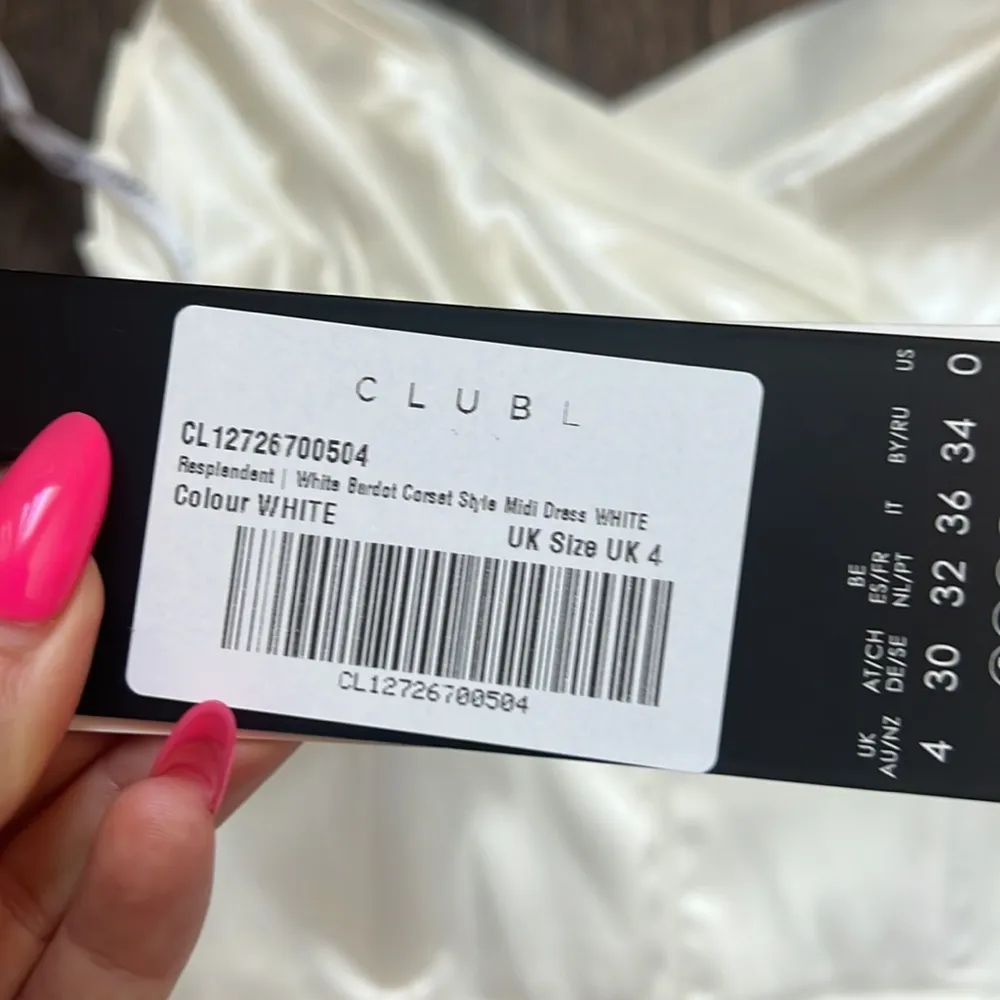 CLUB L
CL12726700504
Resplendent | White Bardot Corset Style Midi Dress WHITE
Colour WHITE
UK Size UK 4
CL12726700504
UK AU/NZ 4
AT/CH DE/SE 30
BE ES/FR NL/PT 32
IT 36
BY/RU 34
US 0